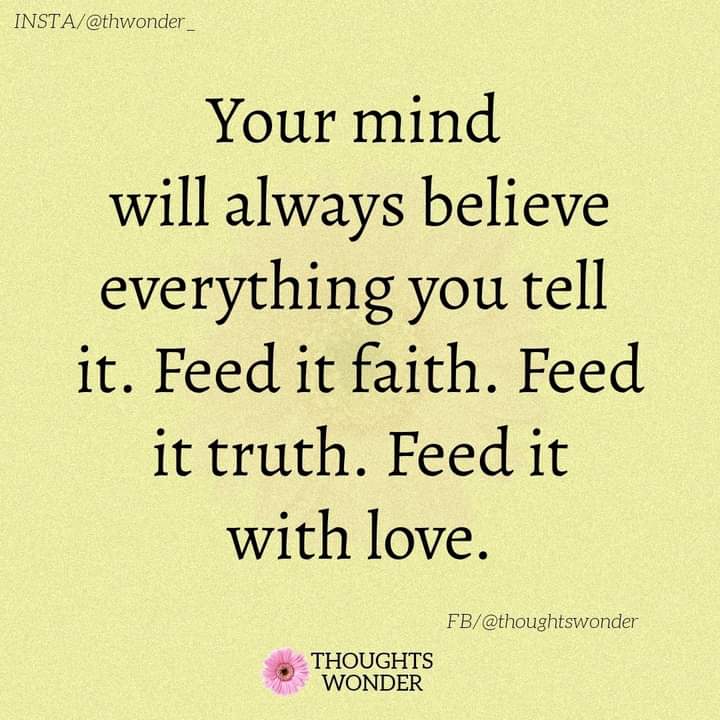 INSTA/@thwonder_
Your mind
will always believe
everything you tell
it. Feed it faith. Feed
it truth. Feed it
with love.
FB/@thoughtswonder
THOUGHTS
WONDER